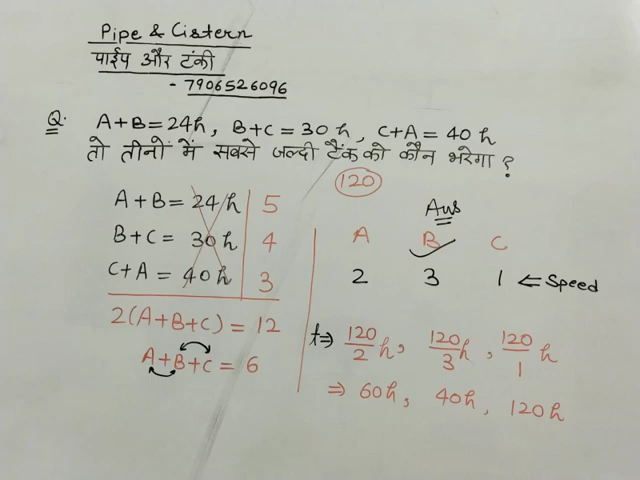 Pipe & Cistern
पाईप और टंकी
- 7906526096
Q. A+B=24h, B+C=30h, C+A=40h
तो तीनों में सबसे जल्दी टैंक को कौन भरेगा ?
120
A+B= 24h 5
B+C= 30h 4
C+A= 40h 3
2(A+B+C) = 12
A+B+C = 6
Ans
A B C
2 3 1 ← Speed
t⇒ 120/2 h, 120/3 h, 120/1 h
⇒ 60h, 40h, 120h